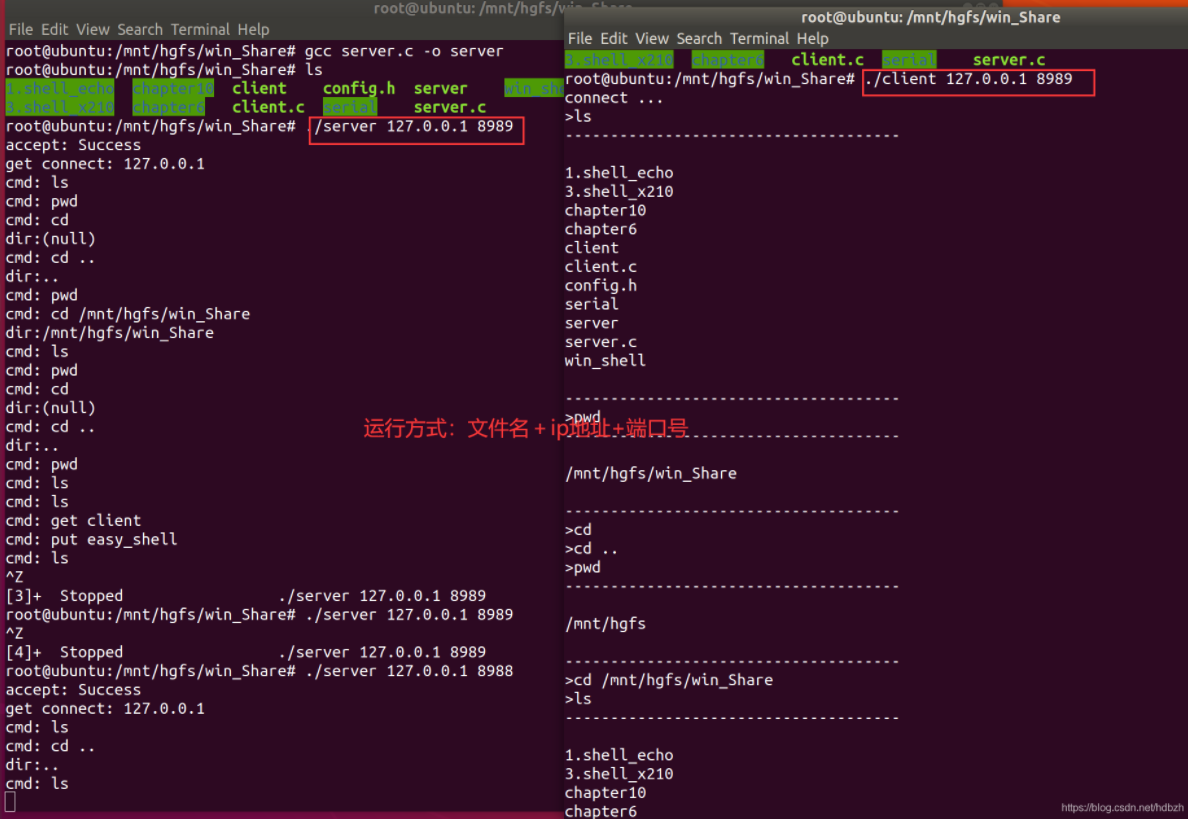 root@ubuntu: /mnt/hgfs/win_Share
File Edit View Search Terminal Help
root@ubuntu:/mnt/hgfs/win_Share# gcc server.c -o server
root@ubuntu:/mnt/hgfs/win_Share# ls
1.shell_echo chapter10 client config.h server win_she
3.shell_x210 chapter6 client.c serial server.c
root@ubuntu:/mnt/hgfs/win_Share# ./server 127.0.0.1 8989
accept: Success
get connect: 127.0.0.1
cmd: ls
cmd: pwd
cmd: cd
dir:(null)
cmd: cd ..
dir:..
cmd: pwd
cmd: cd /mnt/hgfs/win_Share
dir:/mnt/hgfs/win_Share
cmd: ls
cmd: pwd
cmd: cd
dir:(null)
cmd: cd ..
dir:..
cmd: pwd
cmd: ls
cmd: ls
cmd: get client
cmd: put easy_shell
cmd: ls
^Z
[3]+  Stopped                 ./server 127.0.0.1 8989
root@ubuntu:/mnt/hgfs/win_Share# ./server 127.0.0.1 8989
^Z
[4]+  Stopped                 ./server 127.0.0.1 8989
root@ubuntu:/mnt/hgfs/win_Share# ./server 127.0.0.1 8988
accept: Success
get connect: 127.0.0.1
cmd: ls
cmd: cd ..
dir:..
cmd: ls
运行方式：文件名＋ip地址+端口号
root@ubuntu: /mnt/hgfs/win_Share
File Edit View Search Terminal Help
3.shell_x210 chapter6 client.c serial server.c
root@ubuntu:/mnt/hgfs/win_Share# ./client 127.0.0.1 8989
connect ...
>ls
-------------------------------------
1.shell_echo
3.shell_x210
chapter10
chapter6
client
client.c
config.h
serial
server
server.c
win_shell
-------------------------------------
>pwd
-------------------------------------
/mnt/hgfs/win_Share
-------------------------------------
>cd
>cd ..
>pwd
-------------------------------------
/mnt/hgfs
-------------------------------------
>cd /mnt/hgfs/win_Share
>ls
-------------------------------------
1.shell_echo
3.shell_x210
chapter10
chapter6
https://blog.csdn.net/hdbzh